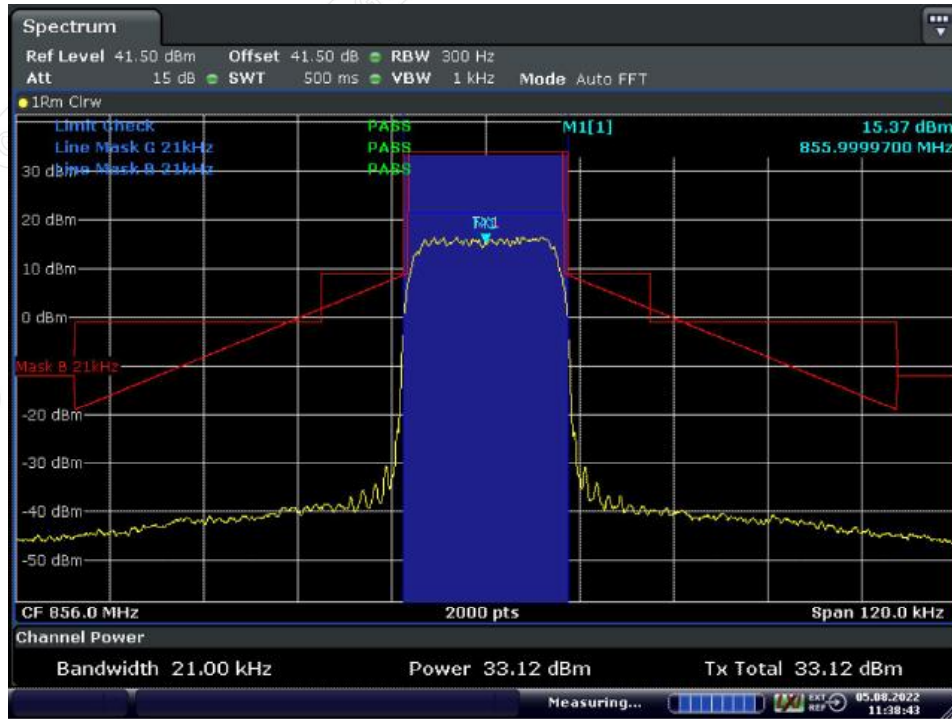 Spectrum
Ref Level 41.50 dBm Offset 41.50 dB RBW 300 Hz
Att 15 dB SWT 500 ms VBW 1 kHz Mode Auto FFT
1Rm Clrw
Limit Check PASS M1[1] 15.37 dBm
Line Mask G 21kHz PASS 855.9999700 MHz
Line Mask B 21kHz PASS
30 dBm
20 dBm
10 dBm
0 dBm
Mask B 21kHz
-20 dBm
-30 dBm
-40 dBm
-50 dBm
CF 856.0 MHz 2000 pts Span 120.0 kHz
Channel Power
Bandwidth 21.00 kHz Power 33.12 dBm Tx Total 33.12 dBm
Measuring... EXT REF 05.08.2022
11:38:43